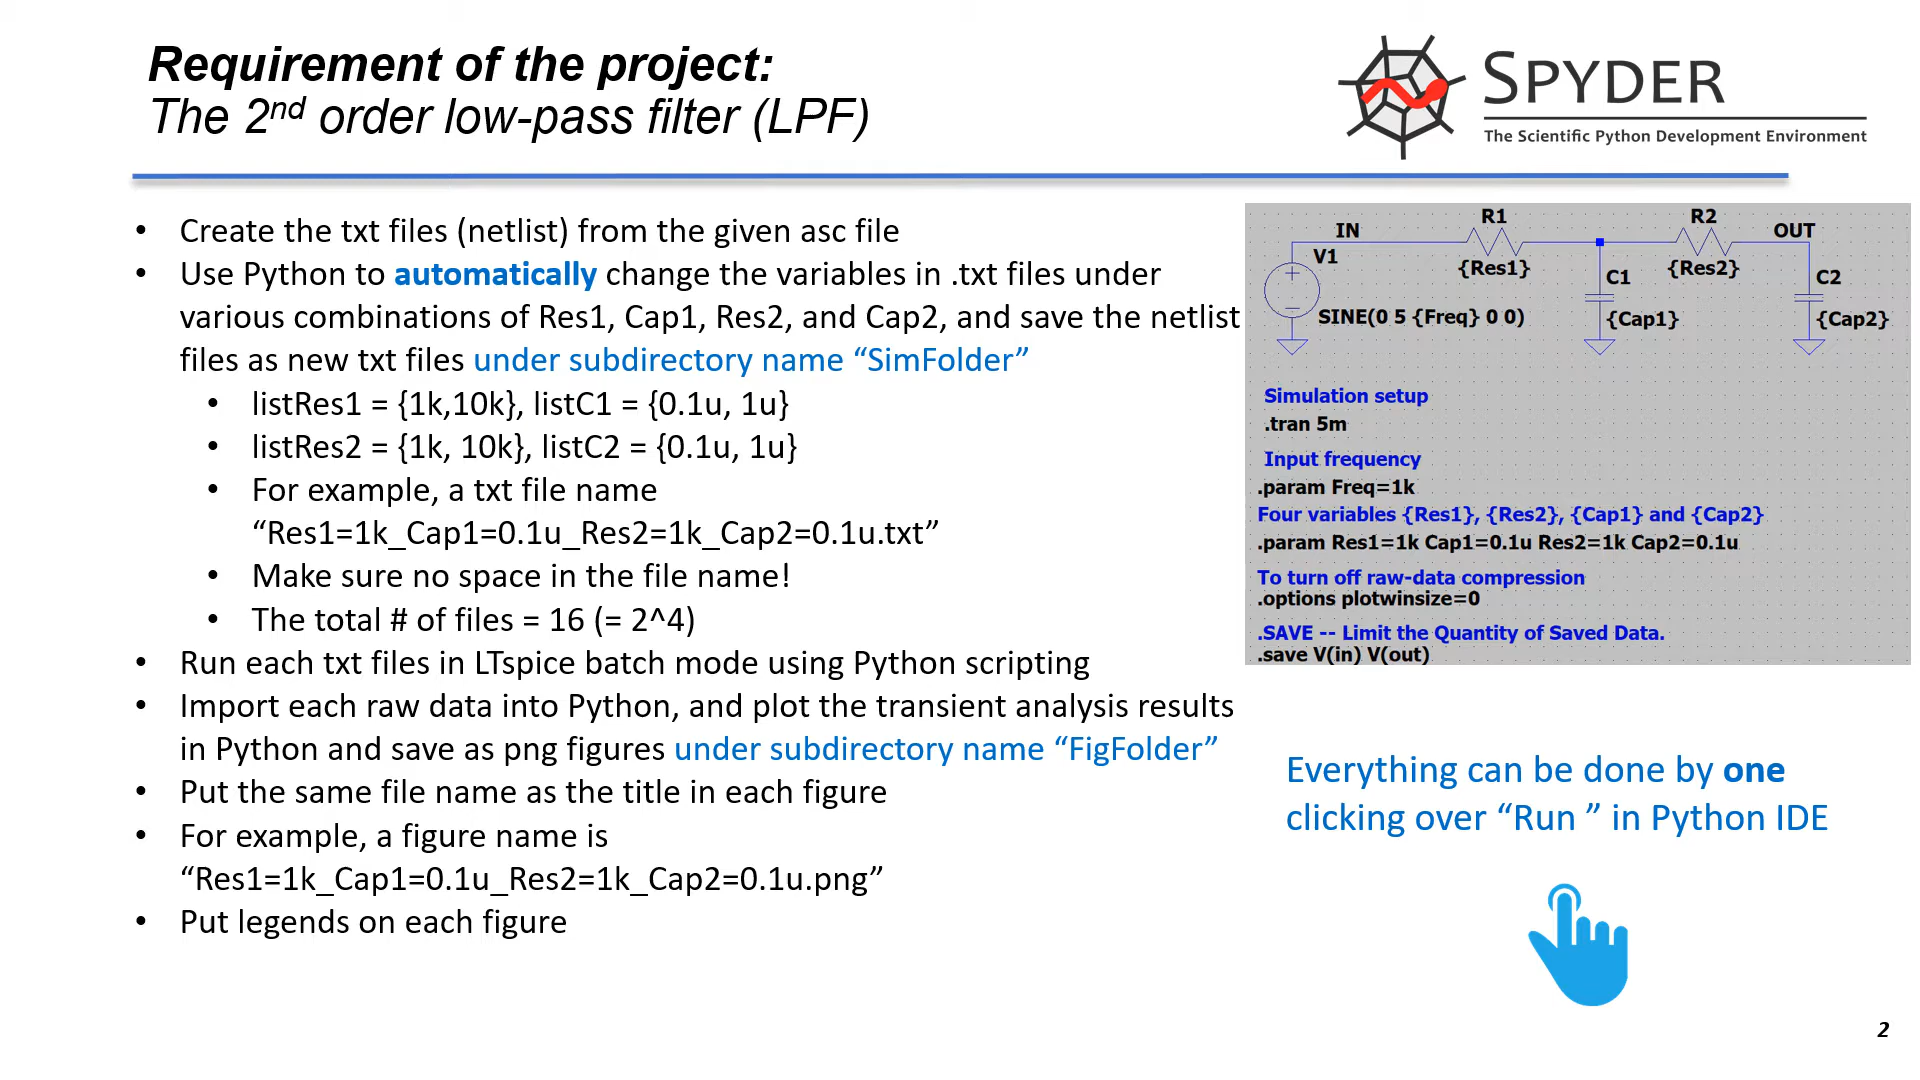 Requirement of the project:
The 2nd order low-pass filter (LPF)
SPYDER
The Scientific Python Development Environment
• Create the txt files (netlist) from the given asc file
• Use Python to automatically change the variables in .txt files under
various combinations of Res1, Cap1, Res2, and Cap2, and save the netlist
files as new txt files under subdirectory name “SimFolder”
• listRes1 = {1k,10k}, listC1 = {0.1u, 1u}
• listRes2 = {1k, 10k}, listC2 = {0.1u, 1u}
• For example, a txt file name
“Res1=1k_Cap1=0.1u_Res2=1k_Cap2=0.1u.txt”
• Make sure no space in the file name!
• The total # of files = 16 (= 2^4)
• Run each txt files in LTspice batch mode using Python scripting
• Import each raw data into Python, and plot the transient analysis results
in Python and save as png figures under subdirectory name “FigFolder”
• Put the same file name as the title in each figure
• For example, a figure name is
“Res1=1k_Cap1=0.1u_Res2=1k_Cap2=0.1u.png”
• Put legends on each figure
R1
R2
IN
OUT
V1
{Res1}
{Res2}
C1
C2
SINE(0 5 {Freq} 0 0)
{Cap1}
{Cap2}
Simulation setup
.tran 5m
Input frequency
.param Freq=1k
Four variables {Res1}, {Res2}, {Cap1} and {Cap2}
.param Res1=1k Cap1=0.1u Res2=1k Cap2=0.1u
To turn off raw-data compression
.options plotwinsize=0
.SAVE -- Limit the Quantity of Saved Data.
.save V(in) V(out)
Everything can be done by one
clicking over “Run ” in Python IDE
2